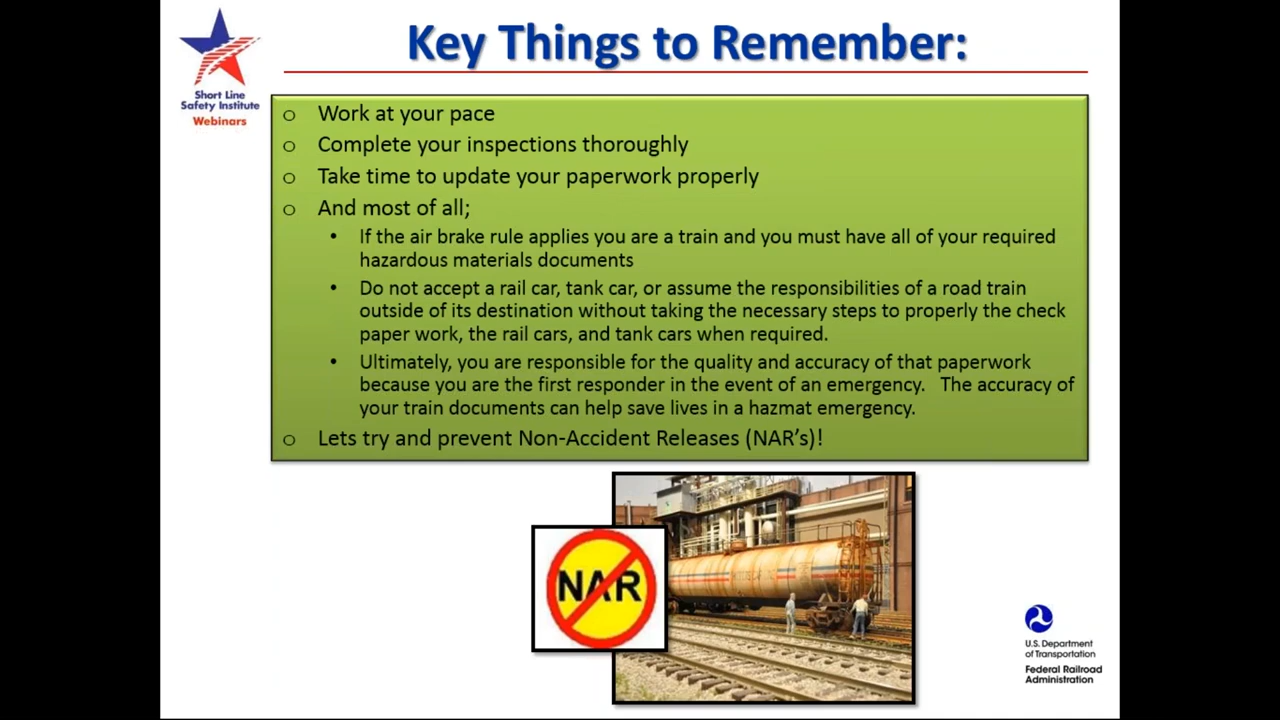 Key Things to Remember:
Short Line
Safety Institute
Webinars
o Work at your pace
o Complete your inspections thoroughly
o Take time to update your paperwork properly
o And most of all;
• If the air brake rule applies you are a train and you must have all of your required
hazardous materials documents
• Do not accept a rail car, tank car, or assume the responsibilities of a road train
outside of its destination without taking the necessary steps to properly the check
paper work, the rail cars, and tank cars when required.
• Ultimately, you are responsible for the quality and accuracy of that paperwork
because you are the first responder in the event of an emergency. The accuracy of
your train documents can help save lives in a hazmat emergency.
o Lets try and prevent Non-Accident Releases (NAR's)!
NAR
U.S. Department
of Transportation
Federal Railroad
Administration